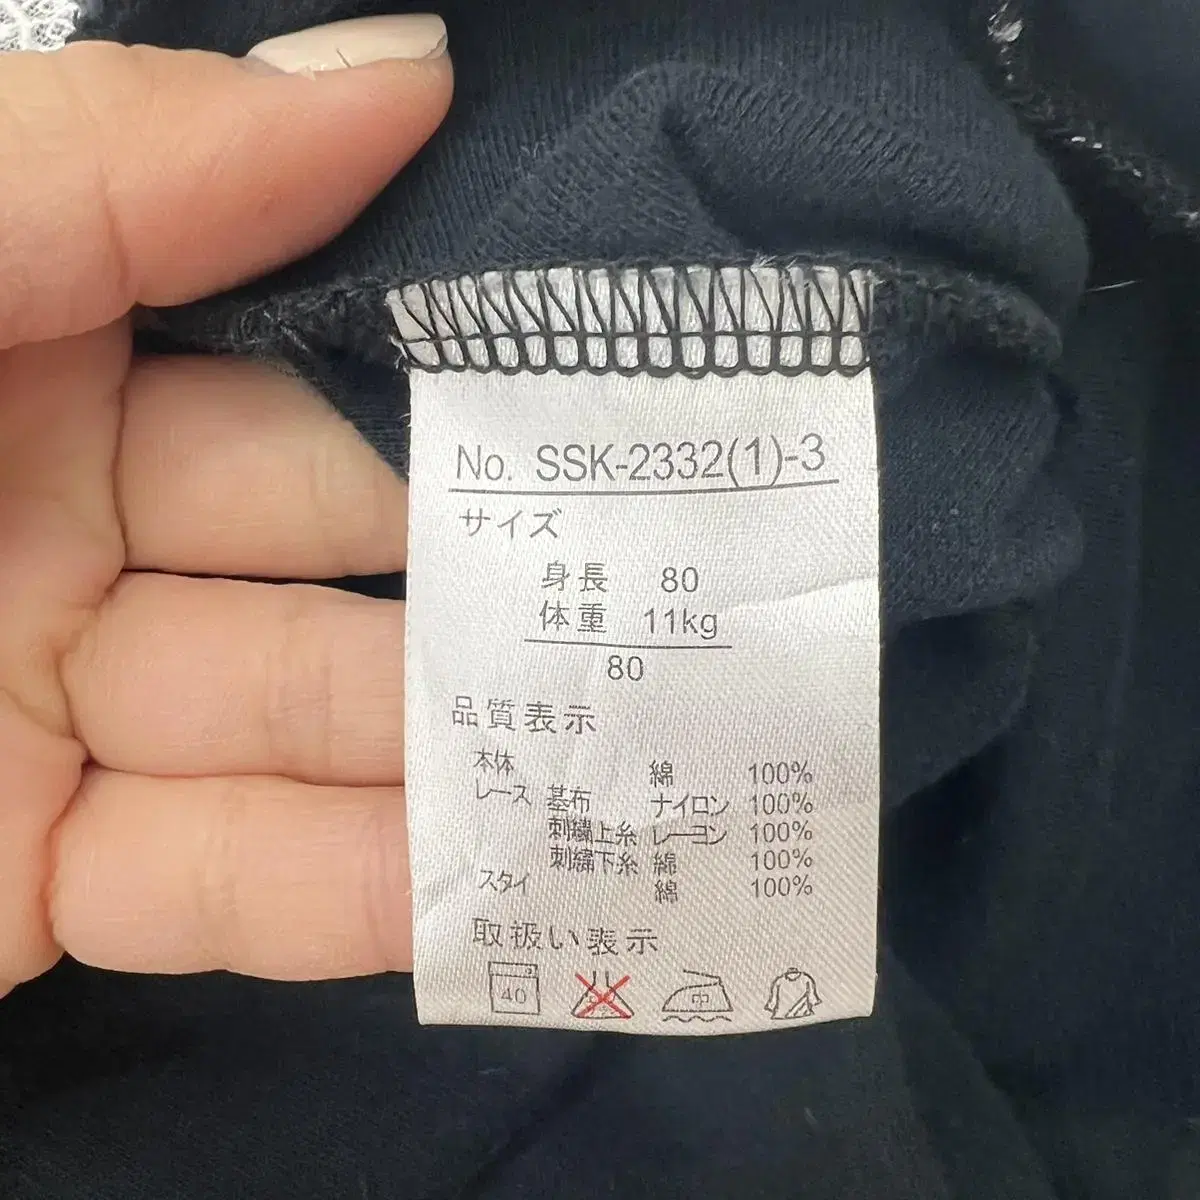 No. SSK-2332(1)-3
サイズ
身長 80
体重 11kg
80
品質表示
本体 綿 100%
レース 基布 ナイロン 100%
刺繍上糸 レーヨン 100%
刺繍下糸 綿 100%
スタイ 綿 100%
取扱い表示
40 中